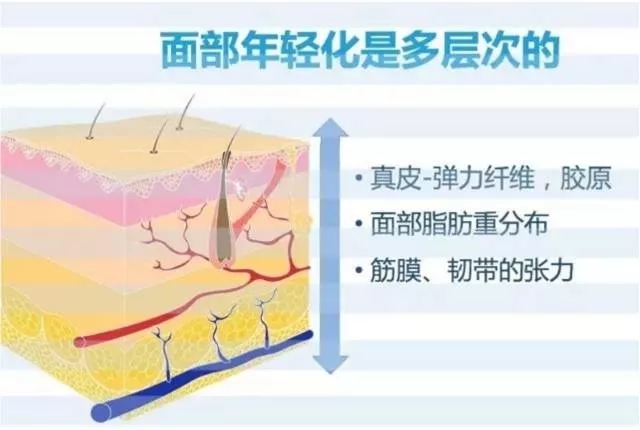 面部年轻化是多层次的
• 真皮-弹力纤维，胶原
• 面部脂肪重分布
• 筋膜、韧带的张力